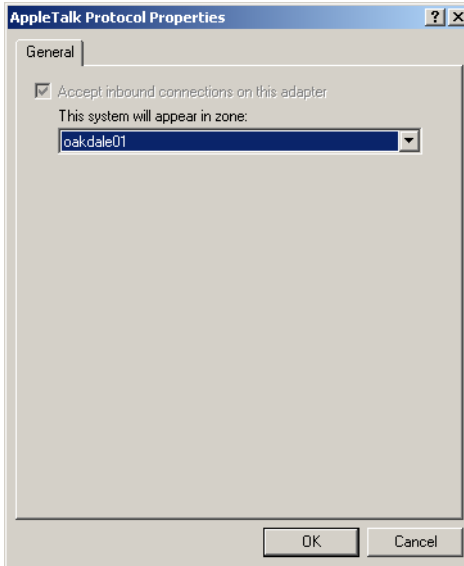 AppleTalk Protocol Properties
General
Accept inbound connections on this adapter
This system will appear in zone:
oakdale01
OK
Cancel